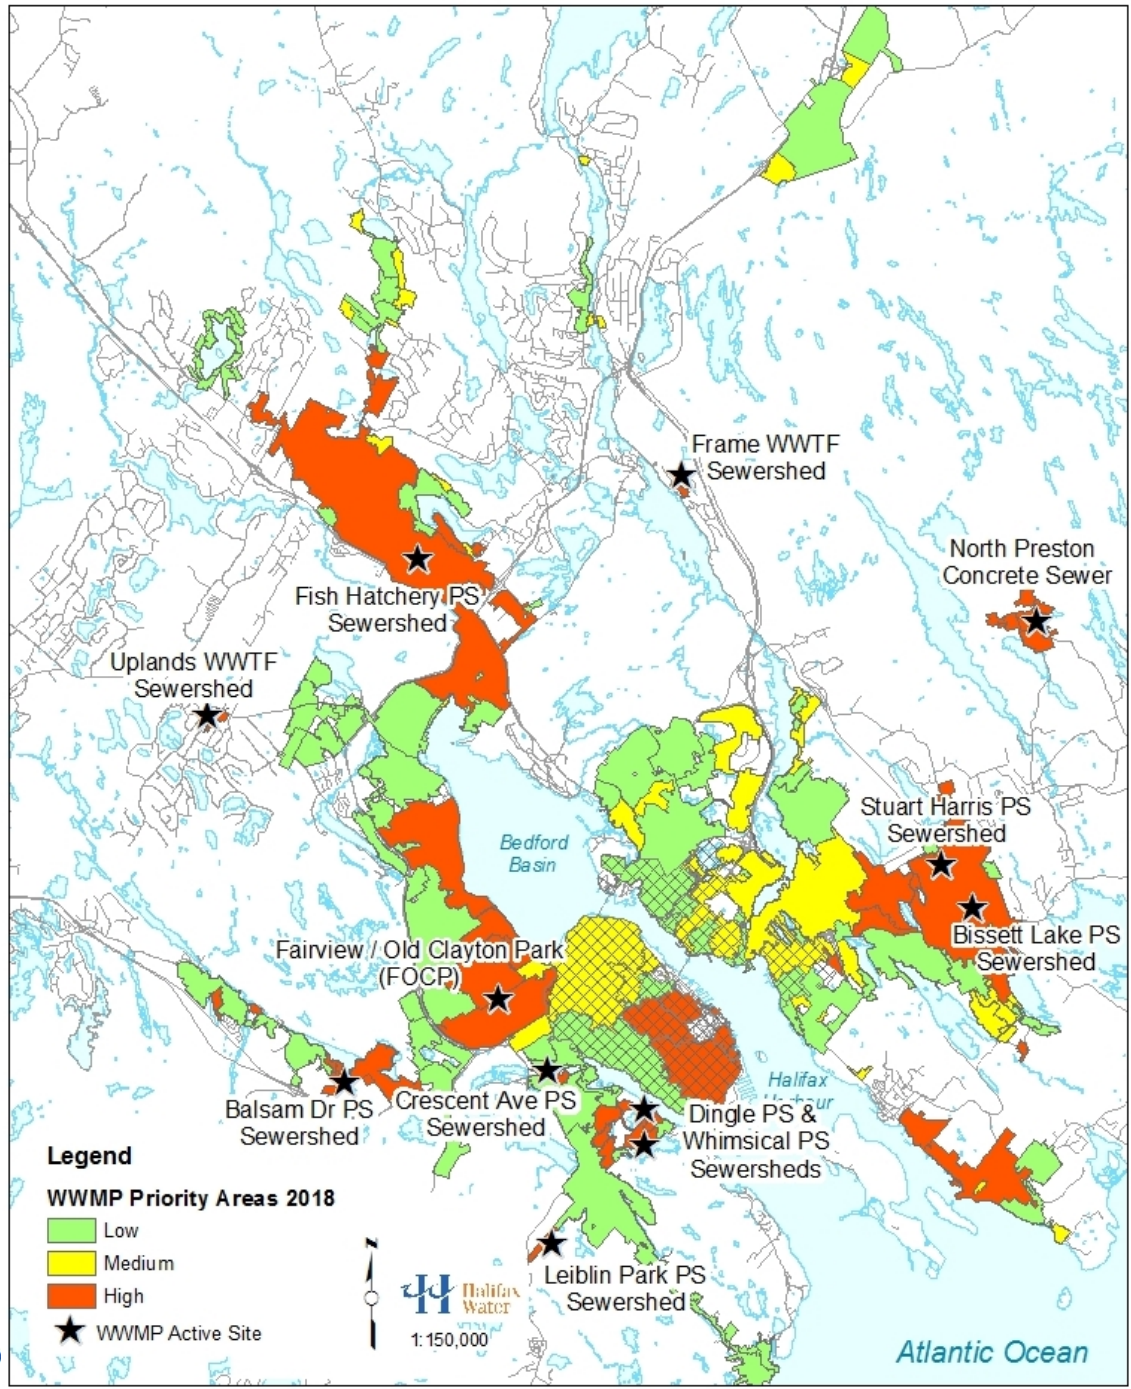 Frame WWTF
Sewershed
North Preston
Concrete Sewer
Fish Hatchery PS
Sewershed
Uplands WWTF
Sewershed
Stuart Harris PS
Sewershed
Bedford
Basin
Bissett Lake PS
Sewershed
Fairview / Old Clayton Park
(FOCP)
Halifax
Harbour
Balsam Dr PS
Sewershed
Crescent Ave PS
Sewershed
Dingle PS &
Whimsical PS
Sewersheds
Leiblin Park PS
Sewershed
Legend
WWMP Priority Areas 2018
Low
Medium
High
WWMP Active Site
N
Halifax
Water
1:150,000
Atlantic Ocean